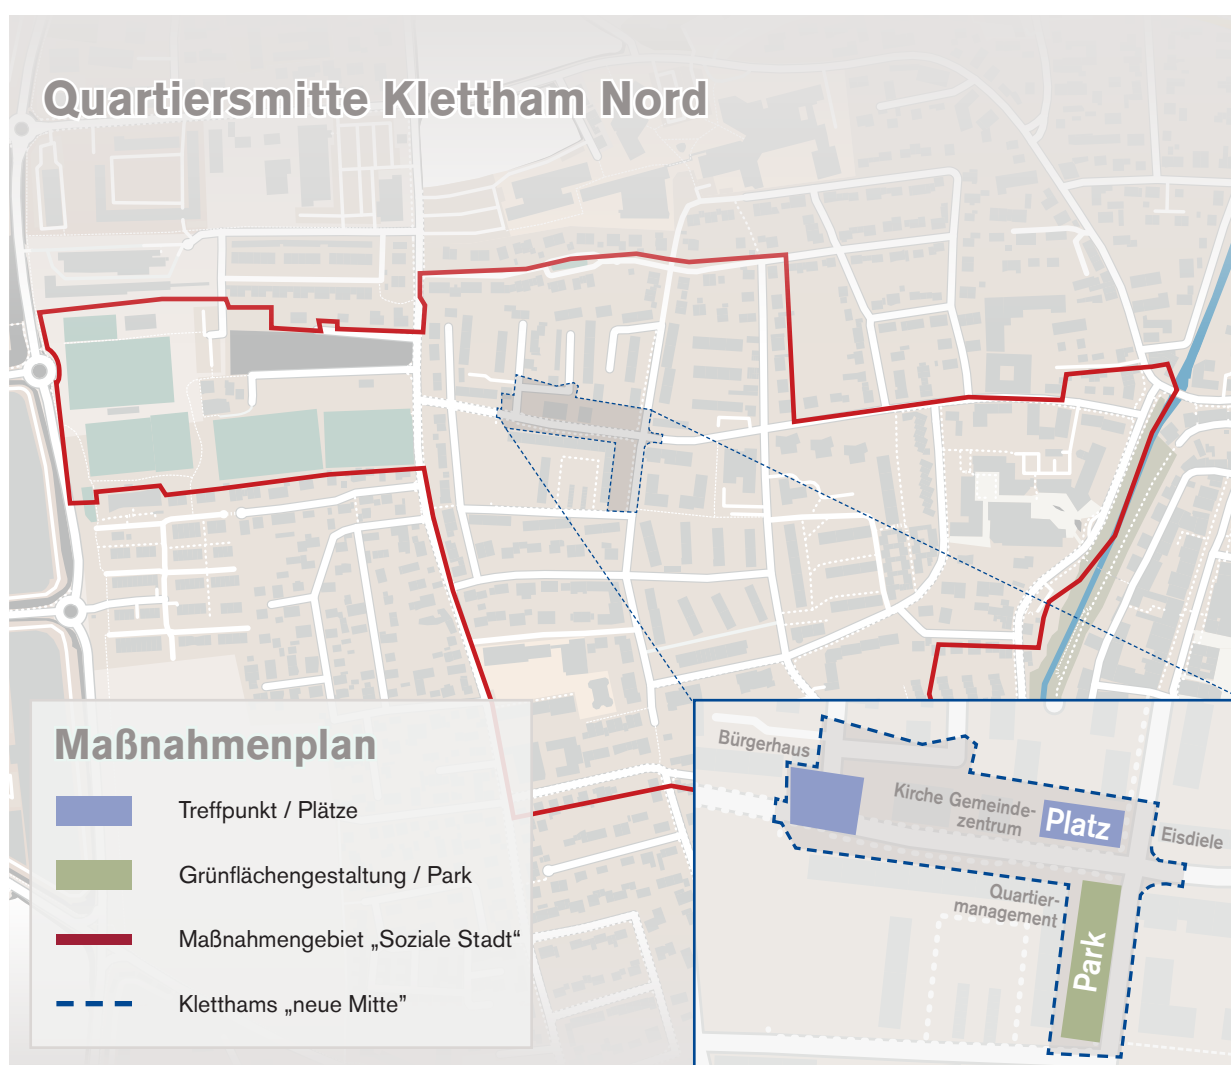 Quartiersmitte Klettham Nord
Maßnahmenplan
Treffpunkt / Plätze
Grünflächengestaltung / Park
Maßnahmengebiet „Soziale Stadt“
Kletthams „neue Mitte”
Bürgerhaus
Kirche Gemeinde-
zentrum
Platz
Eisdiele
Quartier-
management
Park